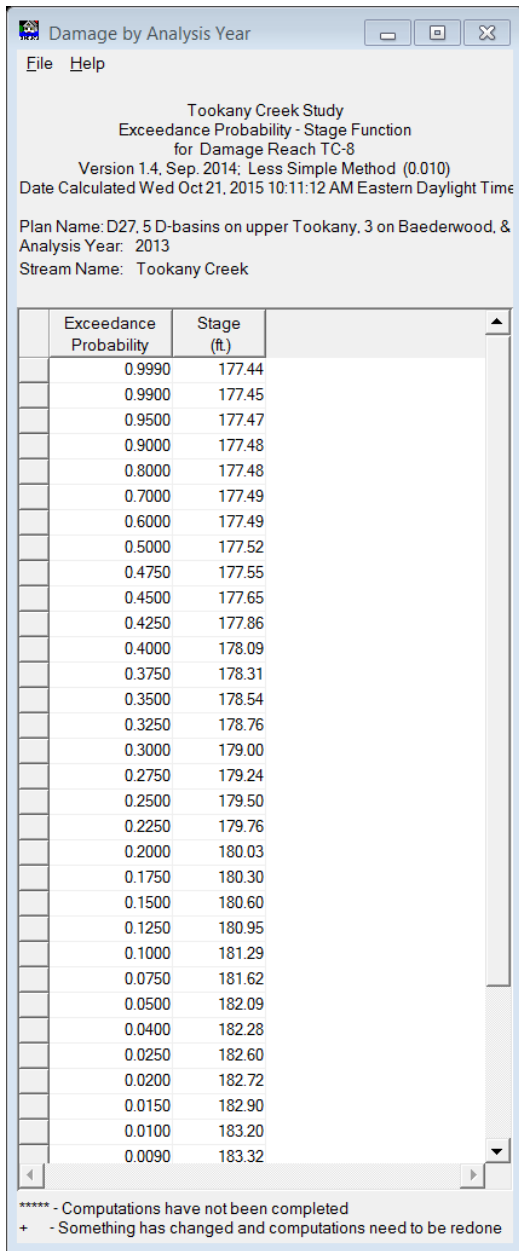 Damage by Analysis Year
File Help
Tookany Creek Study
Exceedance Probability - Stage Function
for Damage Reach TC-8
Version 1.4, Sep. 2014; Less Simple Method (0.010)
Date Calculated Wed Oct 21, 2015 10:11:12 AM Eastern Daylight Time
Plan Name: D27, 5 D-basins on upper Tookany, 3 on Baederwood, &
Analysis Year: 2013
Stream Name: Tookany Creek
Exceedance Stage
Probability (ft.)
0.9990 177.44
0.9900 177.45
0.9500 177.47
0.9000 177.48
0.8000 177.48
0.7000 177.49
0.6000 177.49
0.5000 177.52
0.4750 177.55
0.4500 177.65
0.4250 177.86
0.4000 178.09
0.3750 178.31
0.3500 178.54
0.3250 178.76
0.3000 179.00
0.2750 179.24
0.2500 179.50
0.2250 179.76
0.2000 180.03
0.1750 180.30
0.1500 180.60
0.1250 180.95
0.1000 181.29
0.0750 181.62
0.0500 182.09
0.0400 182.28
0.0250 182.60
0.0200 182.72
0.0150 182.90
0.0100 183.20
0.0090 183.32
***** - Computations have not been completed
+ - Something has changed and computations need to be redone